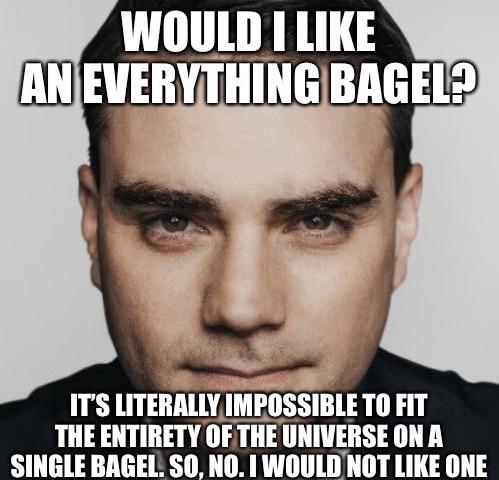 WOULD I LIKE
AN EVERYTHING BAGEL?
IT'S LITERALLY IMPOSSIBLE TO FIT
THE ENTIRETY OF THE UNIVERSE ON A
SINGLE BAGEL. SO, NO. I WOULD NOT LIKE ONE